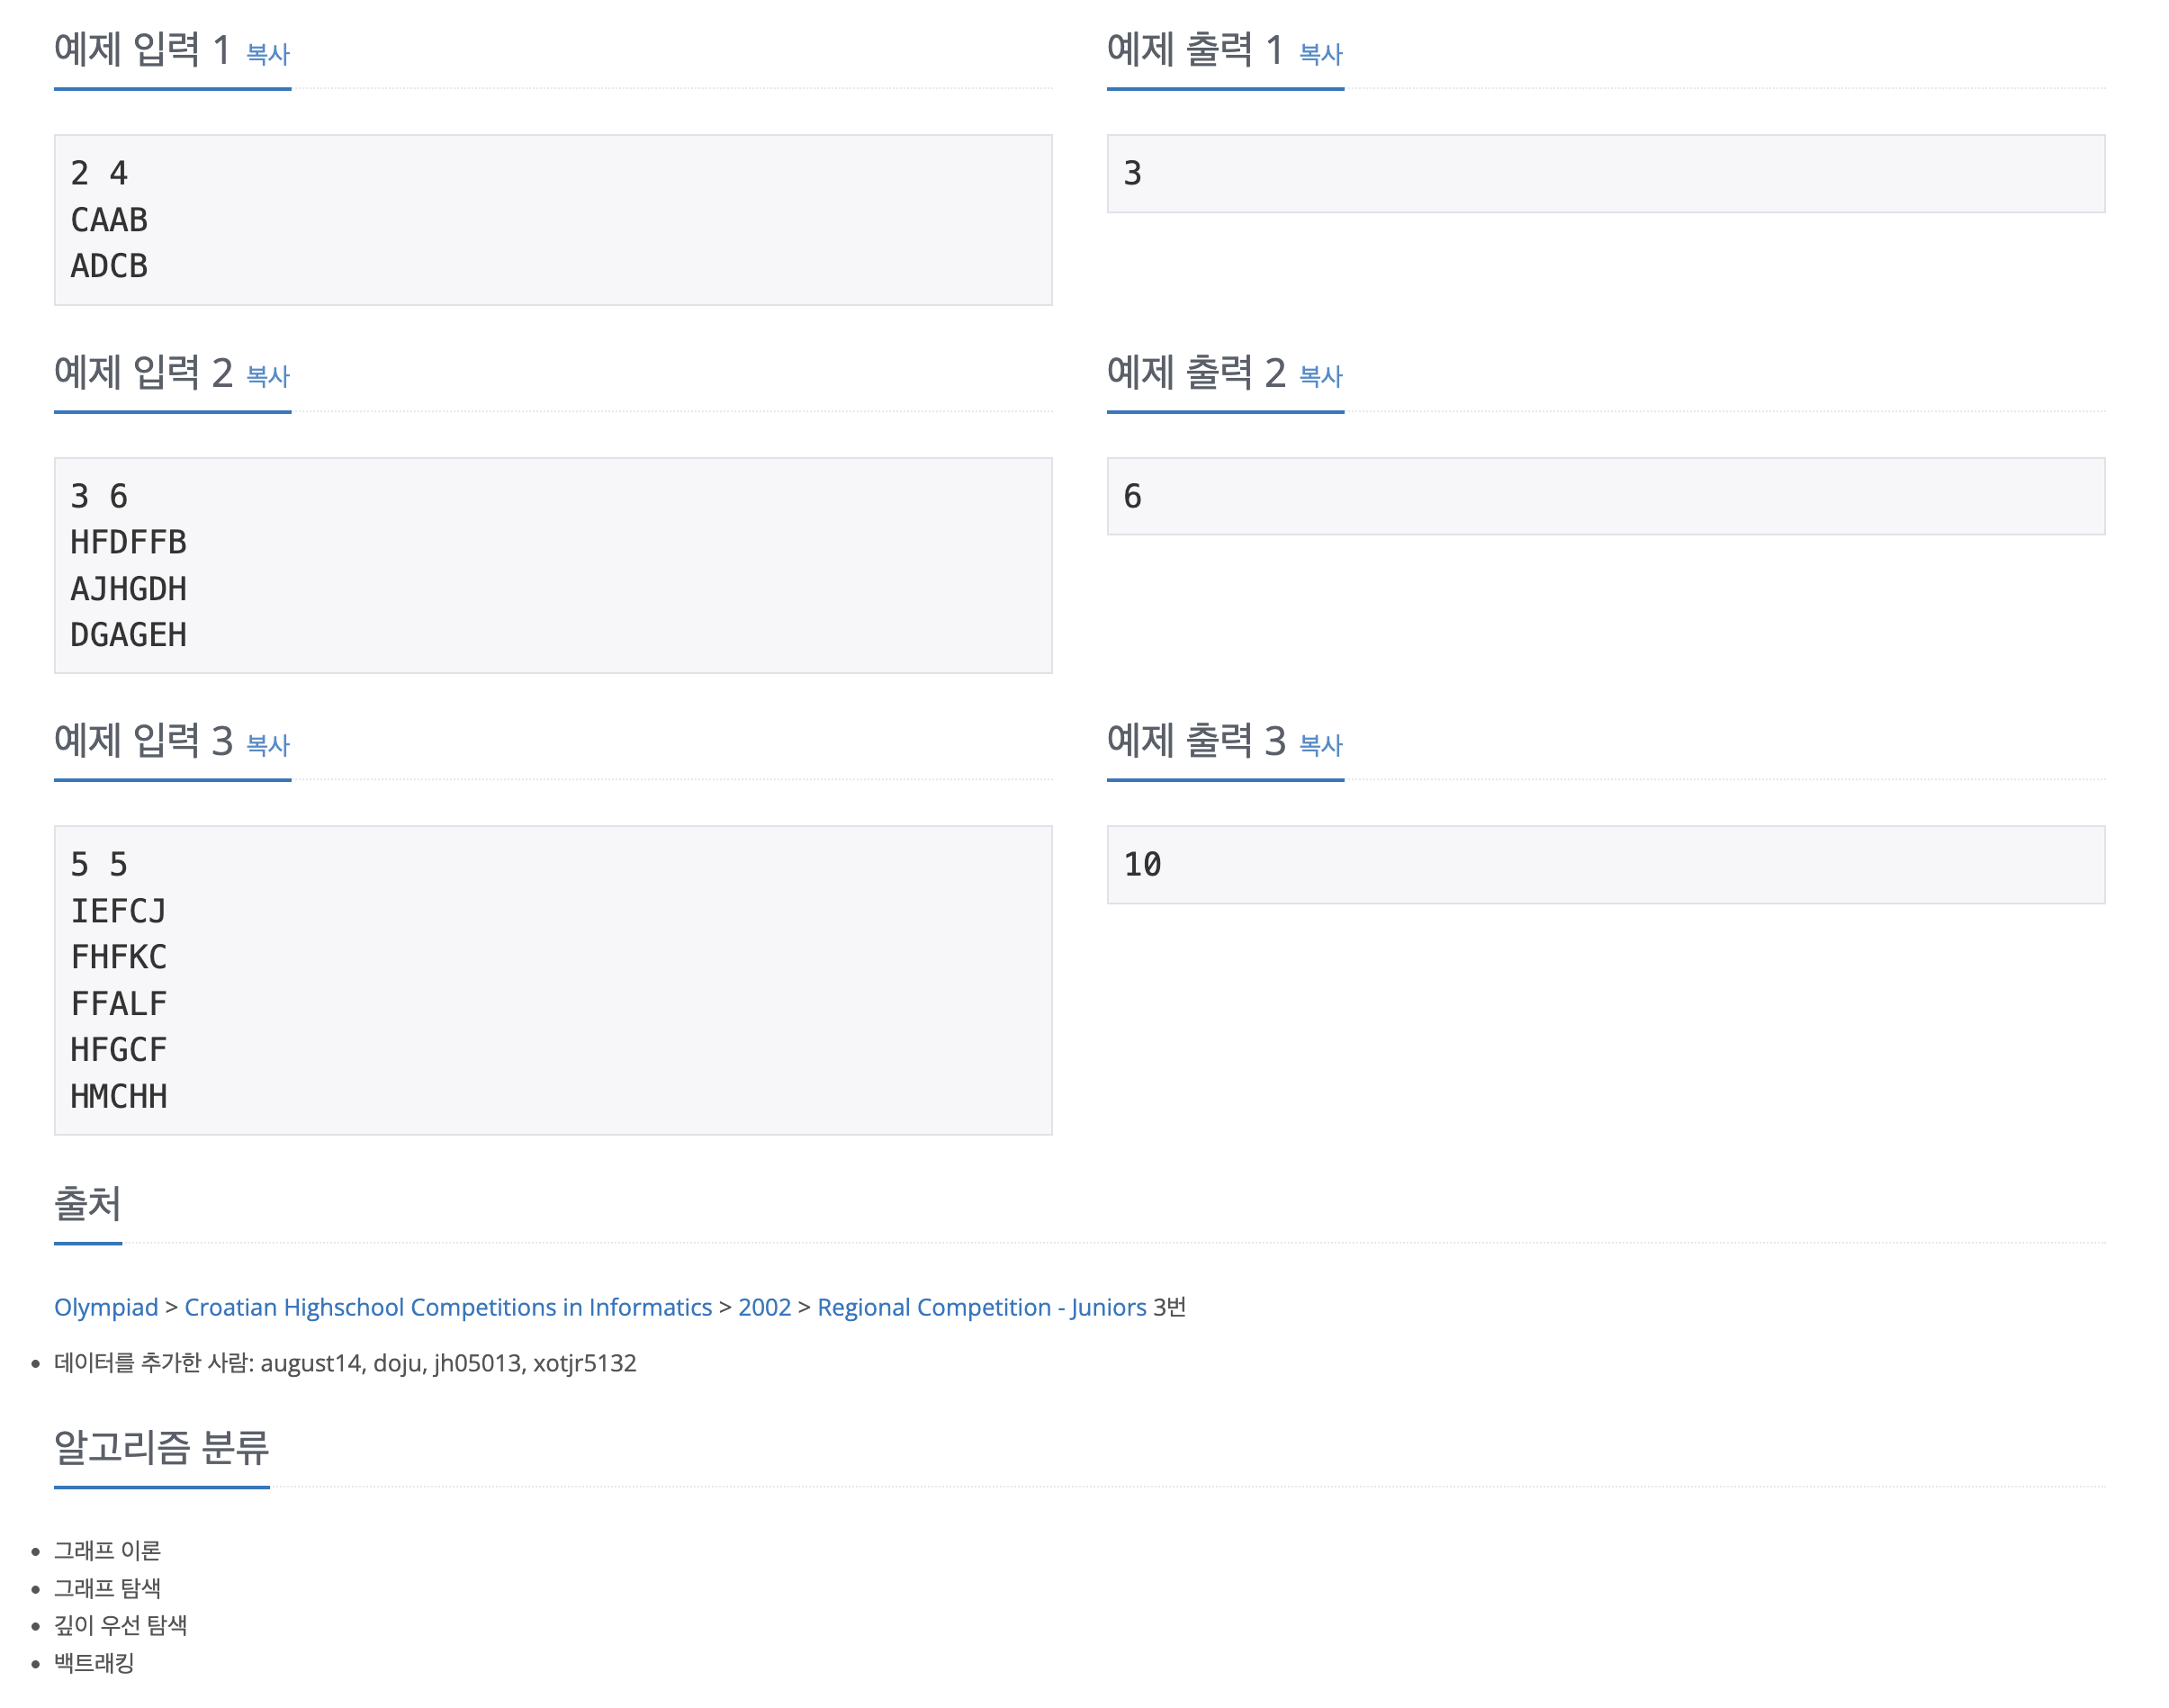 예제 입력 1 복사
예제 출력 1 복사
2 4
CAAB
ADCB
3
예제 입력 2 복사
예제 출력 2 복사
3 6
HFDFFB
AJHGDH
DGAGEH
6
예제 입력 3 복사
예제 출력 3 복사
5 5
IEFCJ
FHFKC
FFALF
HFGCF
HMCHH
10
출처
Olympiad > Croatian Highschool Competitions in Informatics > 2002 > Regional Competition - Juniors 3번
• 데이터를 추가한 사람: august14, doju, jh05013, xotjr5132
알고리즘 분류
• 그래프 이론
• 그래프 탐색
• 깊이 우선 탐색
• 백트래킹